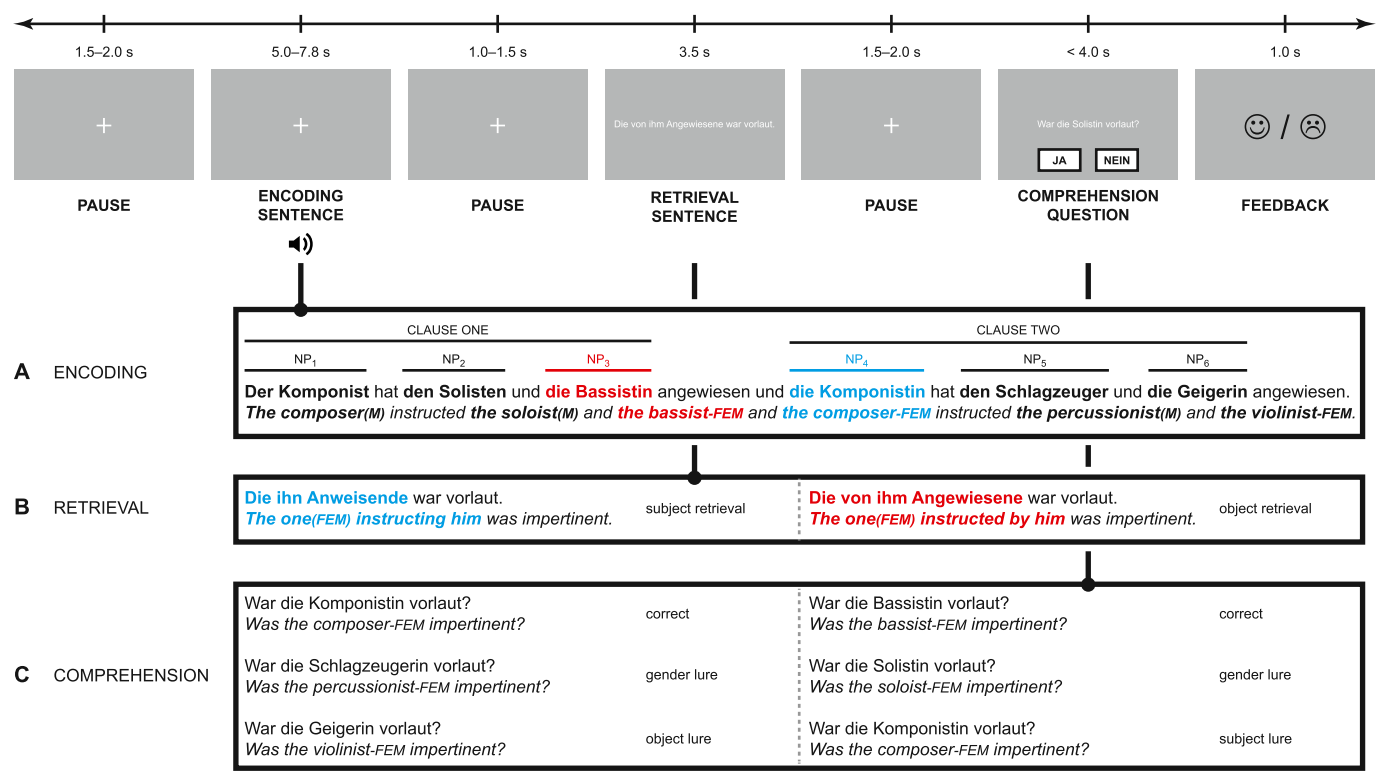 1.5–2.0 s 5.0–7.8 s 1.0–1.5 s 3.5 s 1.5–2.0 s < 4.0 s 1.0 s
Die von ihm Angewiesene war vorlaut.
War die Solistin vorlaut?
/
JA NEIN
PAUSE
ENCODING
SENTENCE
PAUSE
RETRIEVAL
SENTENCE
PAUSE
COMPREHENSION
QUESTION
FEEDBACK
A ENCODING
CLAUSE ONE CLAUSE TWO
NP1 NP2 NP3 NP4 NP5 NP6
Der Komponist hat den Solisten und die Bassistin angewiesen und die Komponistin hat den Schlagzeuger und die Geigerin angewiesen.
The composer(M) instructed the soloist(M) and the bassist-FEM and the composer-FEM instructed the percussionist(M) and the violinist-FEM.
B RETRIEVAL
Die ihn Anweisende war vorlaut.
The one(FEM) instructing him was impertinent.
subject retrieval
Die von ihm Angewiesene war vorlaut.
The one(FEM) instructed by him was impertinent.
object retrieval
C COMPREHENSION
War die Komponistin vorlaut?
Was the composer-FEM impertinent?
correct
War die Schlagzeugerin vorlaut?
Was the percussionist-FEM impertinent?
gender lure
War die Geigerin vorlaut?
Was the violinist-FEM impertinent?
object lure
War die Bassistin vorlaut?
Was the bassist-FEM impertinent?
correct
War die Solistin vorlaut?
Was the soloist-FEM impertinent?
gender lure
War die Komponistin vorlaut?
Was the composer-FEM impertinent?
subject lure